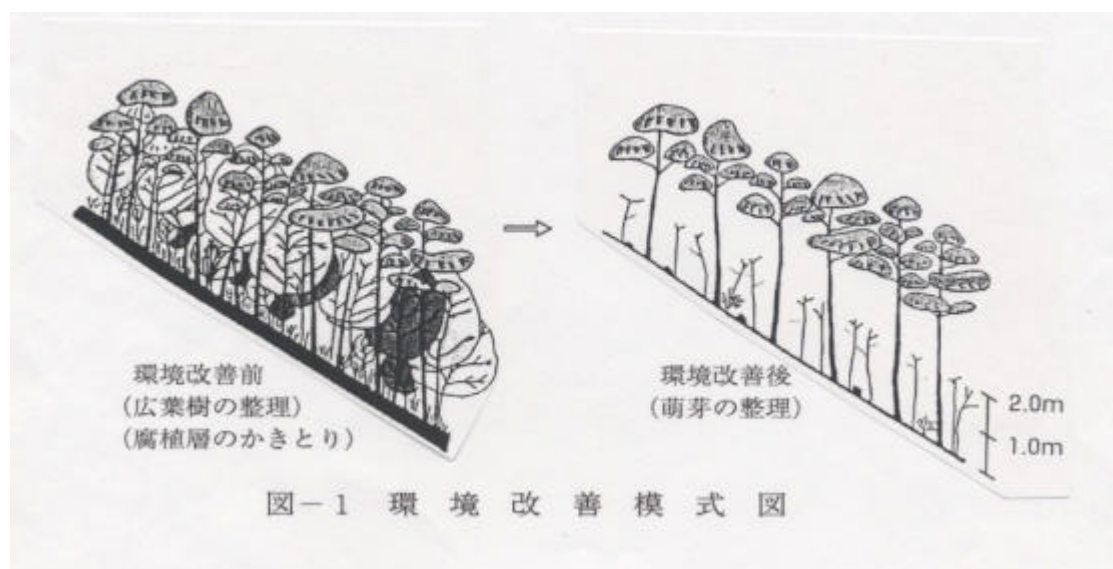 環境改善前
(広葉樹の整理)
(腐植層のかきとり)
環境改善後
(萌芽の整理)
2.0m
1.0m
図－1 環境改善模式図